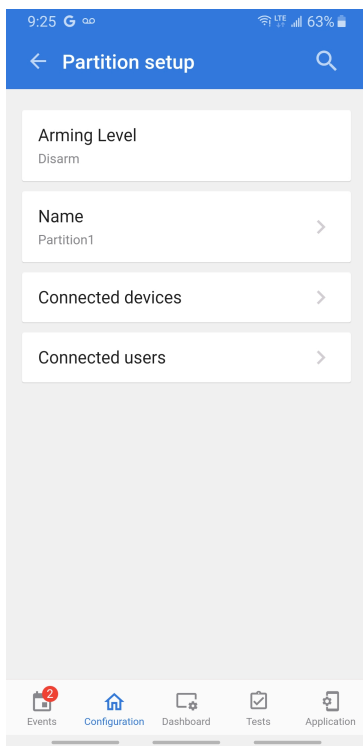 9:25 G LTE 63%
Partition setup
Arming Level
Disarm
Name
Partition1
Connected devices
Connected users
2
Events Configuration Dashboard Tests Application